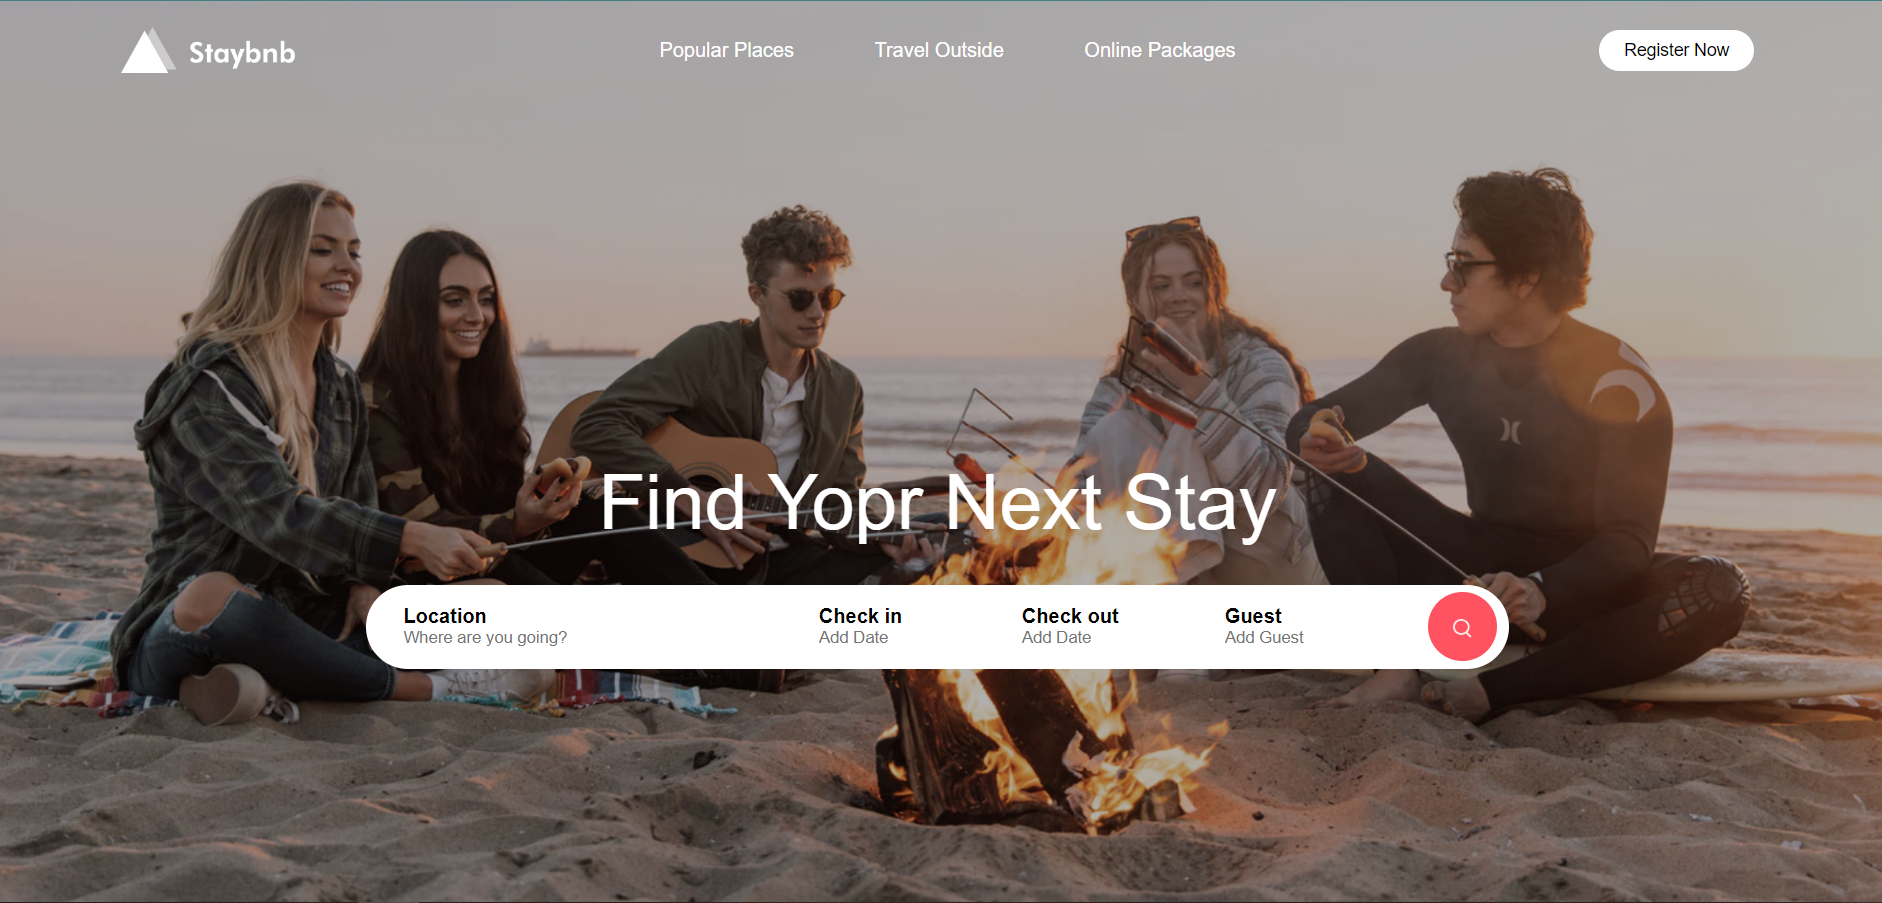 Staybnb
Popular Places
Travel Outside
Online Packages
Register Now
Find Yopr Next Stay
Location
Where are you going?
Check in
Add Date
Check out
Add Date
Guest
Add Guest